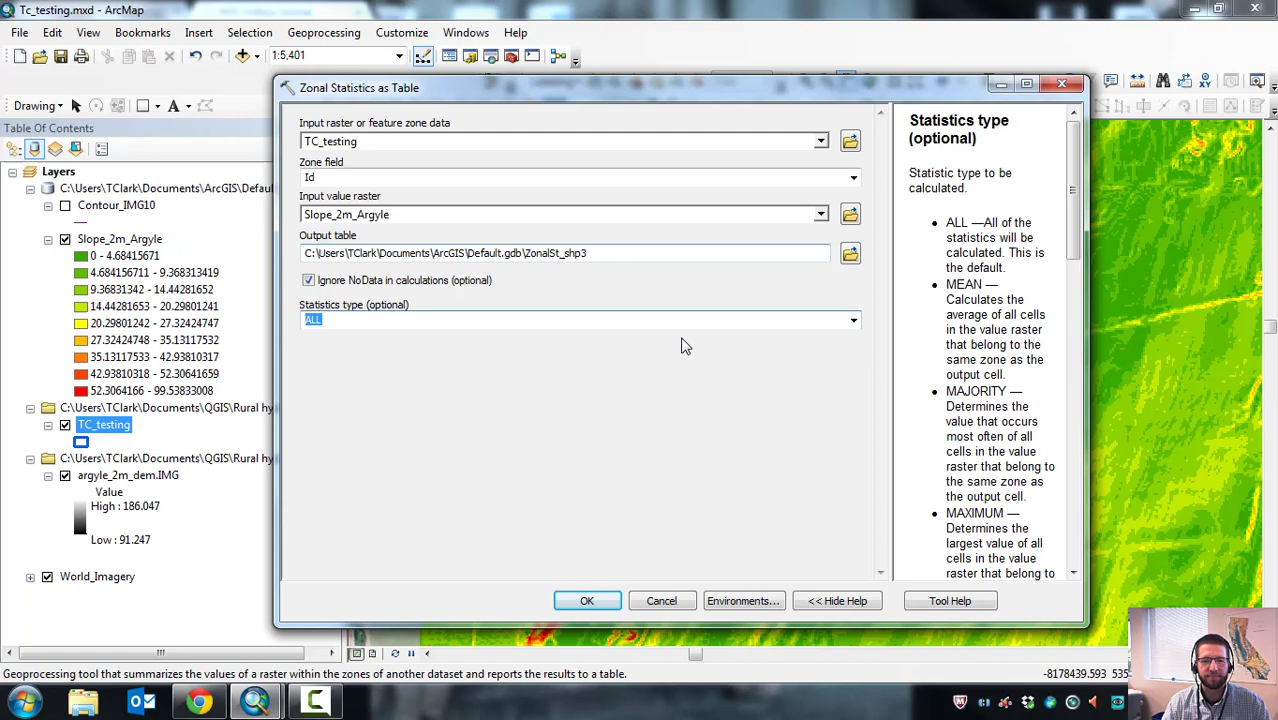 Tc_testing.mxd - ArcMap
File Edit View Bookmarks Insert Selection Geoprocessing Customize Windows Help
1:5,400
Drawing
Table Of Contents
Layers
C:\Users\TClark\Documents\ArcGIS\Defau
Contour_IMG10
Slope_2m_Argyle
0 - 4.68415671
4.684156711 - 9.368313419
9.36831342 - 14.44281652
14.44281653 - 20.29801241
20.29801242 - 27.32424747
27.32424748 - 35.13117532
35.13117533 - 42.93810317
42.93810318 - 52.30641659
52.3064166 - 99.53833008
C:\Users\TClark\Documents\QGIS\Rural hy
TC_testing
C:\Users\TClark\Documents\QGIS\Rural hy
argyle_2m_dem.IMG
Value
High : 186.047
Low : 91.247
World_Imagery
Zonal Statistics as Table
Input raster or feature zone data
TC_testing
Zone field
Id
Input value raster
Slope_2m_Argyle
Output table
C:\Users\TClark\Documents\ArcGIS\Default.gdb\ZonalSt_shp3
Ignore NoData in calculations (optional)
Statistics type (optional)
ALL
OK Cancel Environments... << Hide Help Tool Help
Statistics type
(optional)
Statistic type to be
calculated.
• ALL —All of the
statistics will be
calculated. This is
the default.
• MEAN —
Calculates the
average of all cells
in the value raster
that belong to the
same zone as the
output cell.
• MAJORITY —
Determines the
value that occurs
most often of all
cells in the value
raster that belong to
the same zone as
the output cell.
• MAXIMUM —
Determines the
largest value of all
cells in the value
raster that belong to
Geoprocessing tool that summarizes the values of a raster within the zones of another dataset and reports the results to a table.
-8178439.593 535